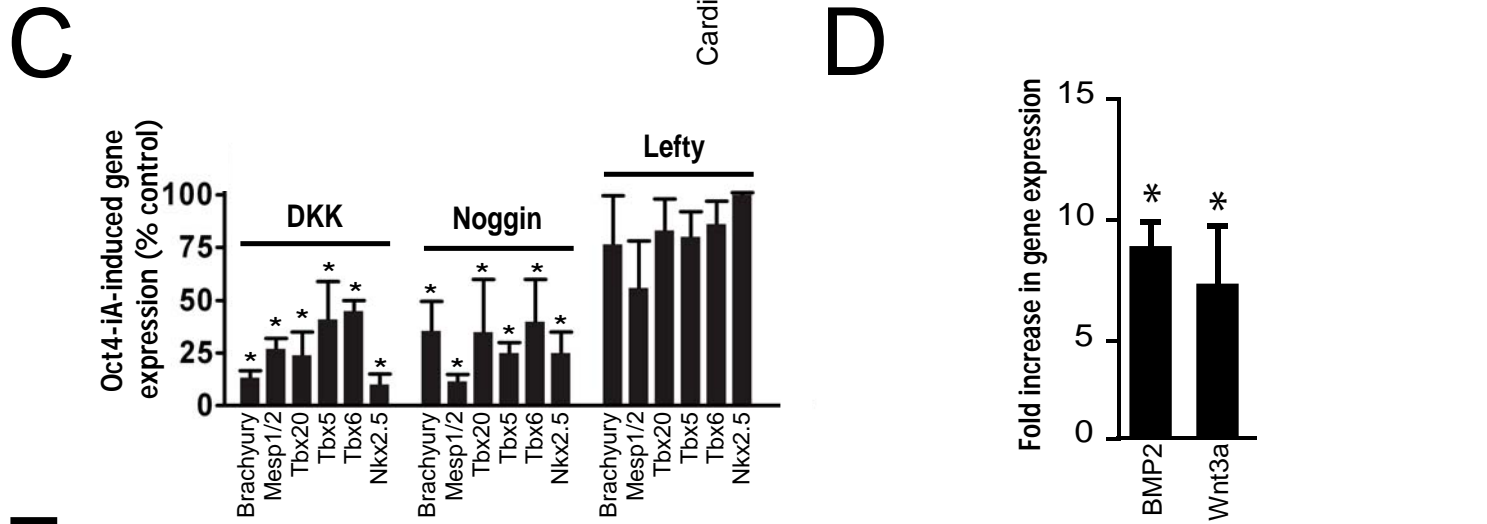 C
Cardi
D
Oct4-iA-induced gene
expression (% control)
100
75
50
25
0
DKK
Noggin
Lefty
*
*
*
*
*
*
*
*
*
*
*
*
Brachyury
Mesp1/2
Tbx20
Tbx5
Tbx6
Nkx2.5
Brachyury
Mesp1/2
Tbx20
Tbx5
Tbx6
Nkx2.5
Brachyury
Mesp1/2
Tbx20
Tbx5
Tbx6
Nkx2.5
Fold increase in gene expression
15
10
5
0
*
*
BMP2
Wnt3a